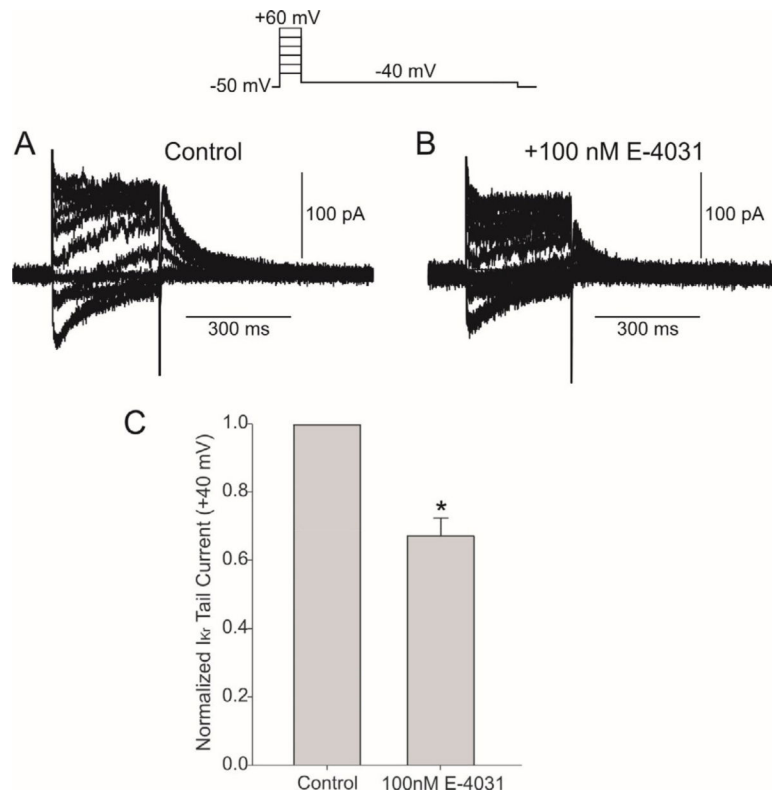 +60 mV
-50 mV
-40 mV
A
Control
100 pA
300 ms
B
+100 nM E-4031
100 pA
300 ms
C
Normalized IKr Tail Current (+40 mV)
1.0
0.8
0.6
0.4
0.2
0.0
*
Control
100nM E-4031